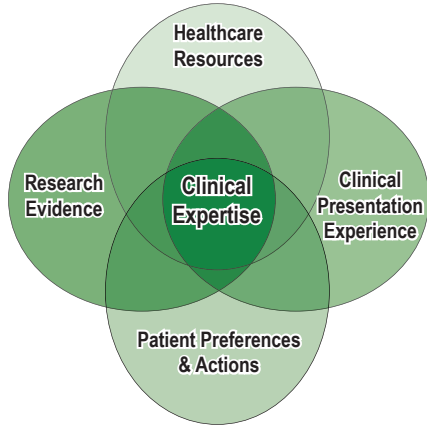 Healthcare
Resources
Research
Evidence
Clinical
Expertise
Clinical
Presentation
Experience
Patient Preferences
& Actions